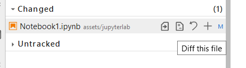 Changed (1)
Notebook1.ipynb assets/jupyterlab M
Untracked
Diff this file